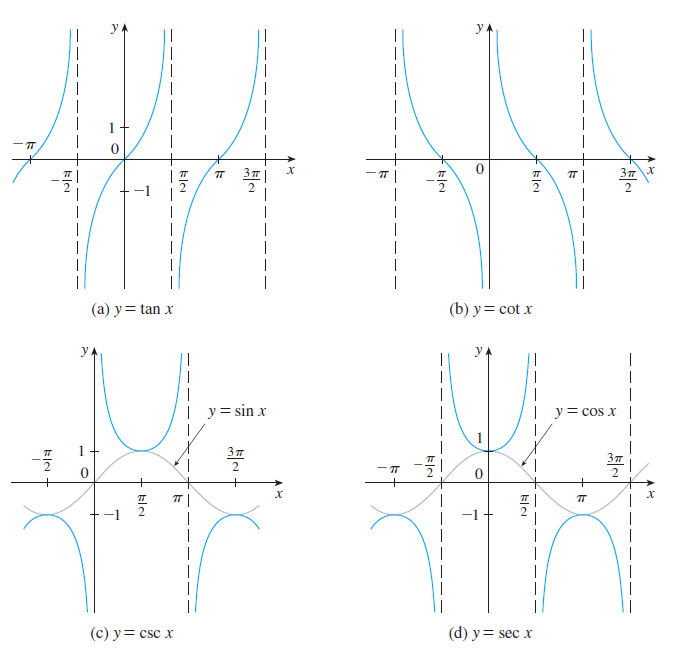 y
1
0
−π
−π/2
−1
π/2
π
3π/2
x
(a) y = tan x
y
0
−π
−π/2
π/2
π
3π/2
x
(b) y = cot x
y
y = sin x
1
−π/2
0
3π/2
−1
π/2
π
x
(c) y = csc x
y
y = cos x
1
−π
−π/2
0
3π/2
−1
π/2
π
x
(d) y = sec x